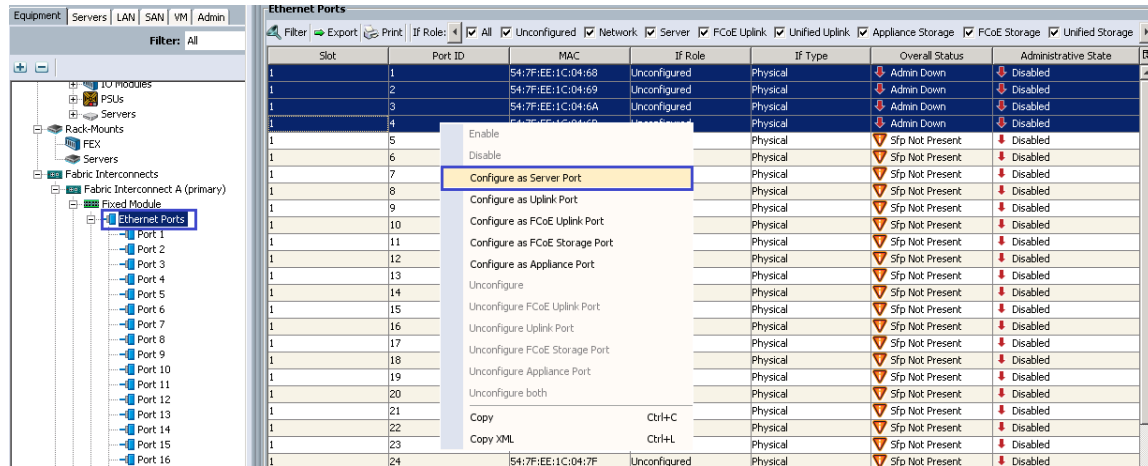 Equipment Servers LAN SAN VM Admin
Filter: All
IO Modules
PSUs
Servers
Rack-Mounts
FEX
Servers
Fabric Interconnects
Fabric Interconnect A (primary)
Fixed Module
Ethernet Ports
Port 1
Port 2
Port 3
Port 4
Port 5
Port 6
Port 7
Port 8
Port 9
Port 10
Port 11
Port 12
Port 13
Port 14
Port 15
Port 16
Ethernet Ports
Filter Export Print If Role: All Unconfigured Network Server FCoE Uplink Unified Uplink Appliance Storage FCoE Storage Unified Storage
Slot Port ID MAC If Role If Type Overall Status Administrative State
1 1 54:7F:EE:1C:04:68 Unconfigured Physical Admin Down Disabled
1 2 54:7F:EE:1C:04:69 Unconfigured Physical Admin Down Disabled
1 3 54:7F:EE:1C:04:6A Unconfigured Physical Admin Down Disabled
1 4 54:7F:EE:1C:04:6B Unconfigured Physical Admin Down Disabled
1 5 Physical Sfp Not Present Disabled
1 6 Physical Sfp Not Present Disabled
1 7 Physical Sfp Not Present Disabled
1 8 Physical Sfp Not Present Disabled
1 9 Physical Sfp Not Present Disabled
1 10 Physical Sfp Not Present Disabled
1 11 Physical Sfp Not Present Disabled
1 12 Physical Sfp Not Present Disabled
1 13 Physical Sfp Not Present Disabled
1 14 Physical Sfp Not Present Disabled
1 15 Physical Sfp Not Present Disabled
1 16 Physical Sfp Not Present Disabled
1 17 Physical Sfp Not Present Disabled
1 18 Physical Sfp Not Present Disabled
1 19 Physical Sfp Not Present Disabled
1 20 Physical Sfp Not Present Disabled
1 21 Physical Sfp Not Present Disabled
1 22 Physical Sfp Not Present Disabled
1 23 Physical Sfp Not Present Disabled
1 24 54:7F:EE:1C:04:7F Unconfigured Physical Sfp Not Present Disabled
Enable
Disable
Configure as Server Port
Configure as Uplink Port
Configure as FCoE Uplink Port
Configure as FCoE Storage Port
Configure as Appliance Port
Unconfigure
Unconfigure FCoE Uplink Port
Unconfigure Uplink Port
Unconfigure FCoE Storage Port
Unconfigure Appliance Port
Unconfigure both
Copy Ctrl+C
Copy XML Ctrl+L